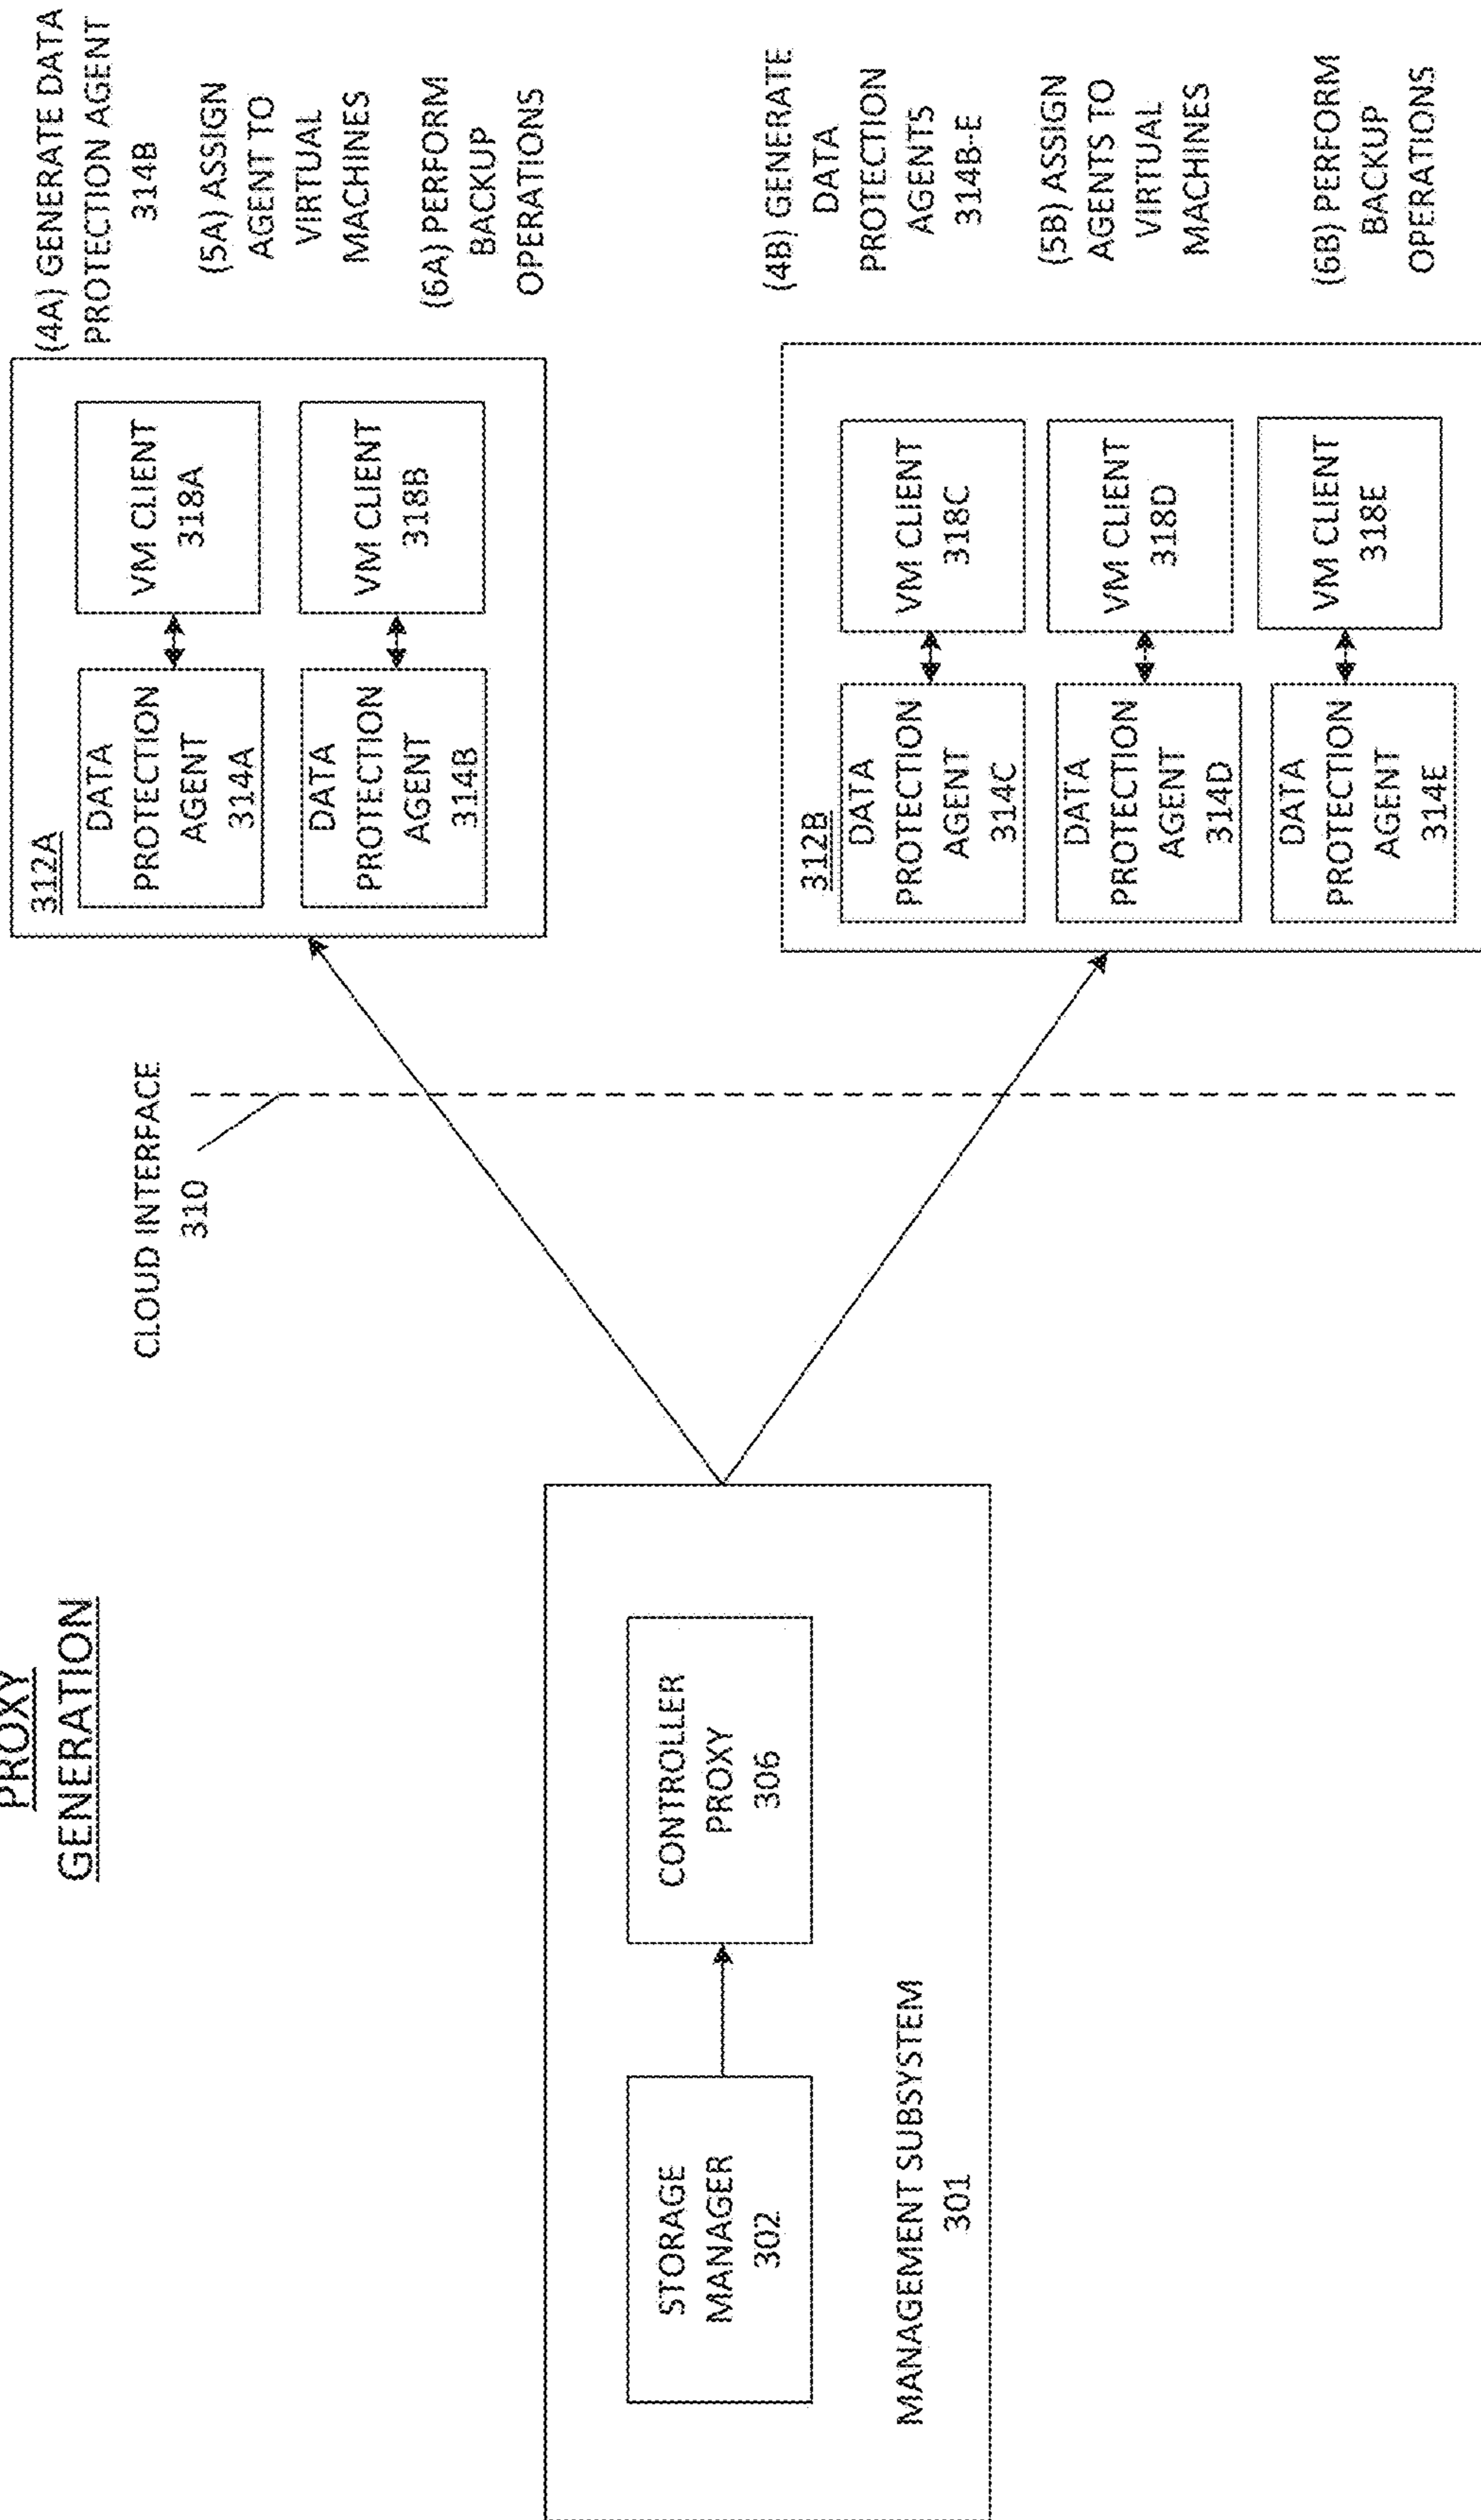 PROXY
GENERATION
STORAGE
MANAGER
302
CONTROLLER
PROXY
306
MANAGEMENT SUBSYSTEM
301
CLOUD INTERFACE
310
312A
DATA
PROTECTION
AGENT
314A
VM CLIENT
318A
DATA
PROTECTION
AGENT
314B
VM CLIENT
318B
(4A) GENERATE DATA
PROTECTION AGENT
314B
(5A) ASSIGN
AGENT TO
VIRTUAL
MACHINES
(6A) PERFORM
BACKUP
OPERATIONS
312B
DATA
PROTECTION
AGENT
314C
VM CLIENT
318C
DATA
PROTECTION
AGENT
314D
VM CLIENT
318D
DATA
PROTECTION
AGENT
314E
VM CLIENT
318E
(4B) GENERATE
DATA
PROTECTION
AGENTS
314B-E
(5B) ASSIGN
AGENTS TO
VIRTUAL
MACHINES
(6B) PERFORM
BACKUP
OPERATIONS